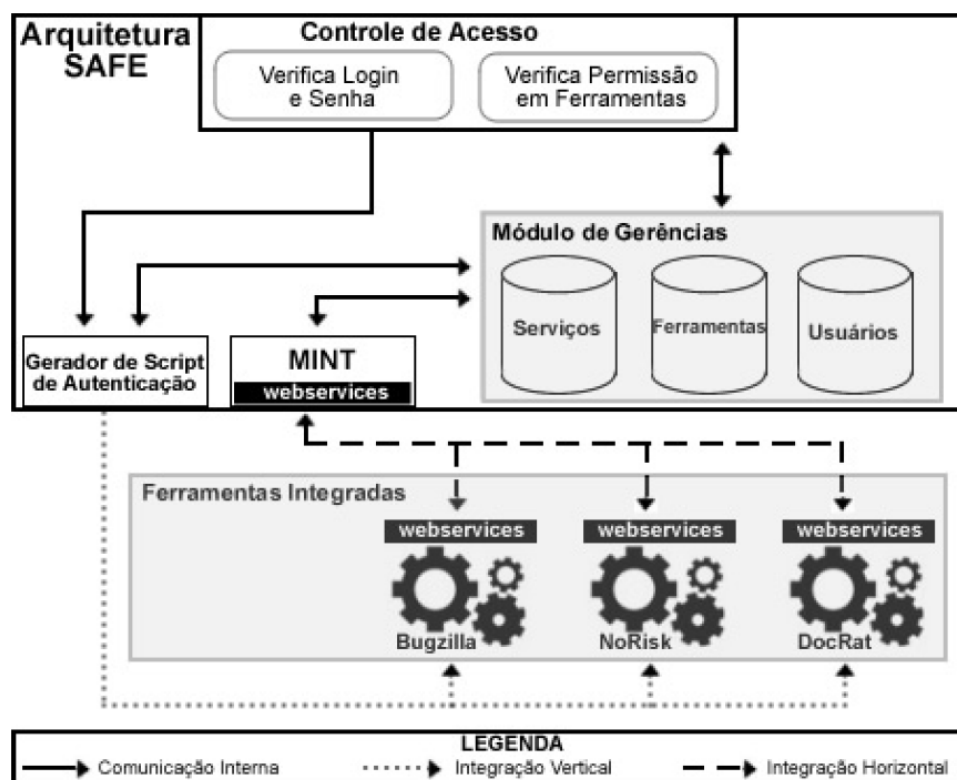 Arquitetura
SAFE
Controle de Acesso
Verifica Login
e Senha
Verifica Permissão
em Ferramentas
Módulo de Gerências
Serviços
Ferramentas
Usuários
Gerador de Script
de Autenticação
MINT
webservices
Ferramentas Integradas
webservices
webservices
webservices
Bugzilla
NoRisk
DocRat
LEGENDA
Comunicação Interna
Integração Vertical
Integração Horizontal